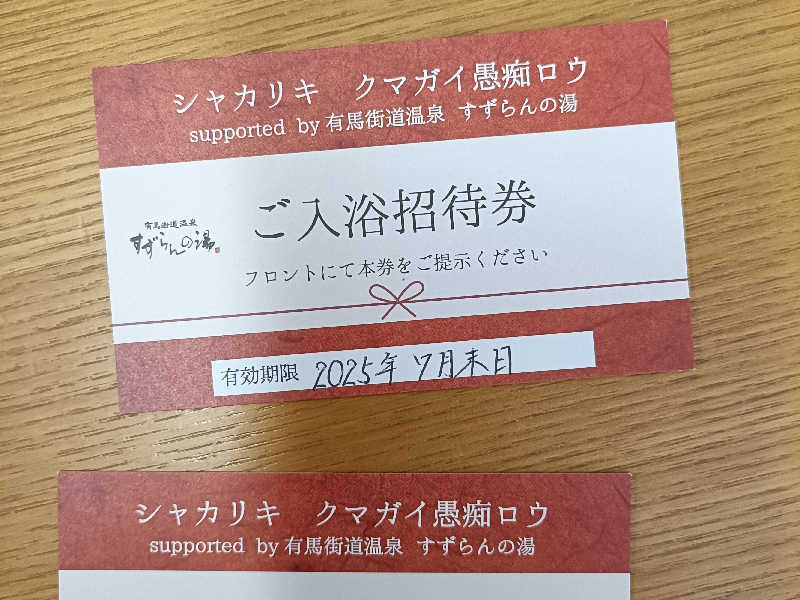 シャカリキ クマガイ愚痴ロウ
supported by 有馬街道温泉 すずらんの湯
有馬街道温泉
すずらんの湯
ご入浴招待券
フロントにて本券をご提示ください
有効期限 2025年 7月末日
シャカリキ クマガイ愚痴ロウ
supported by 有馬街道温泉 すずらんの湯